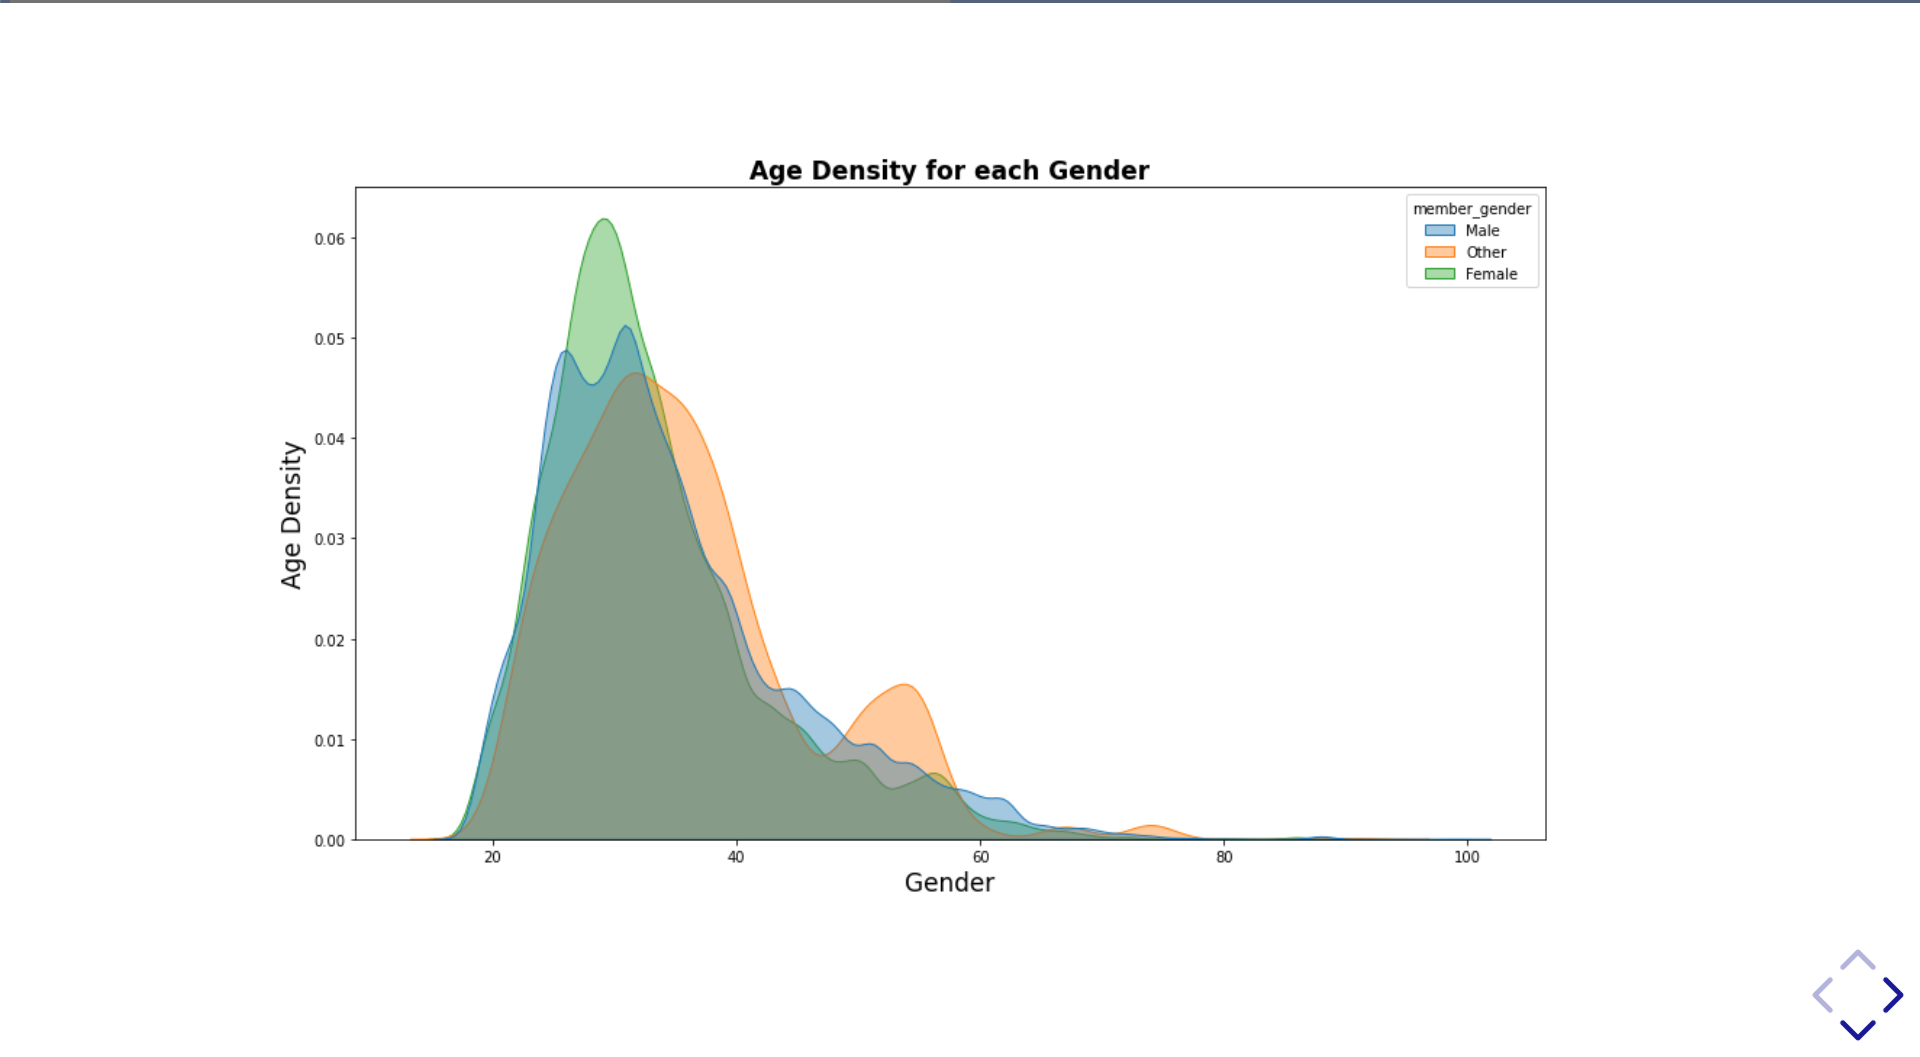 Age Density for each Gender
member_gender
Male
Other
Female
Age Density
0.06
0.05
0.04
0.03
0.02
0.01
0.00
20 40 60 80 100
Gender